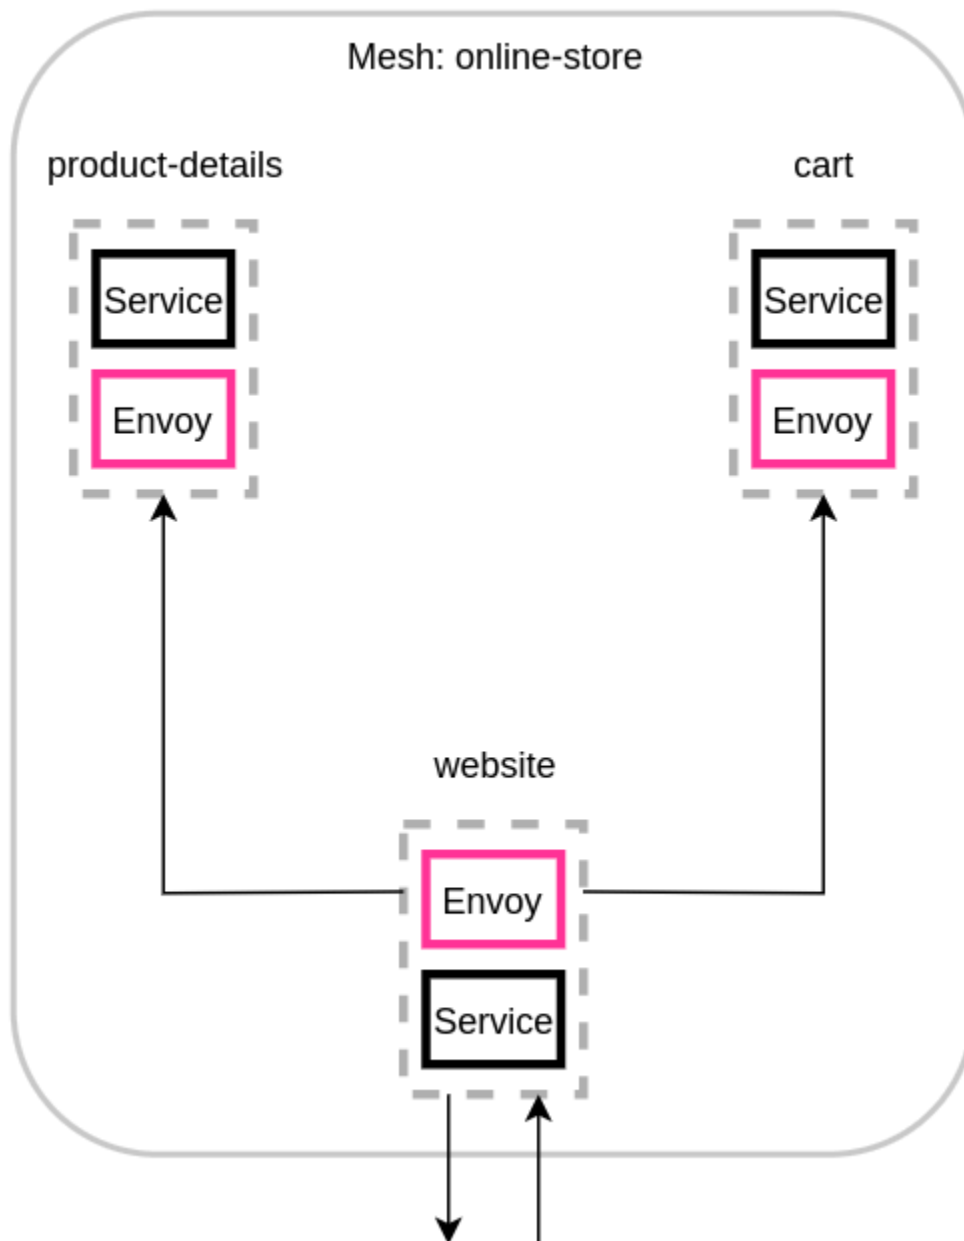 Mesh: online-store
product-details
cart
Service
Service
Envoy
Envoy
website
Envoy
Service